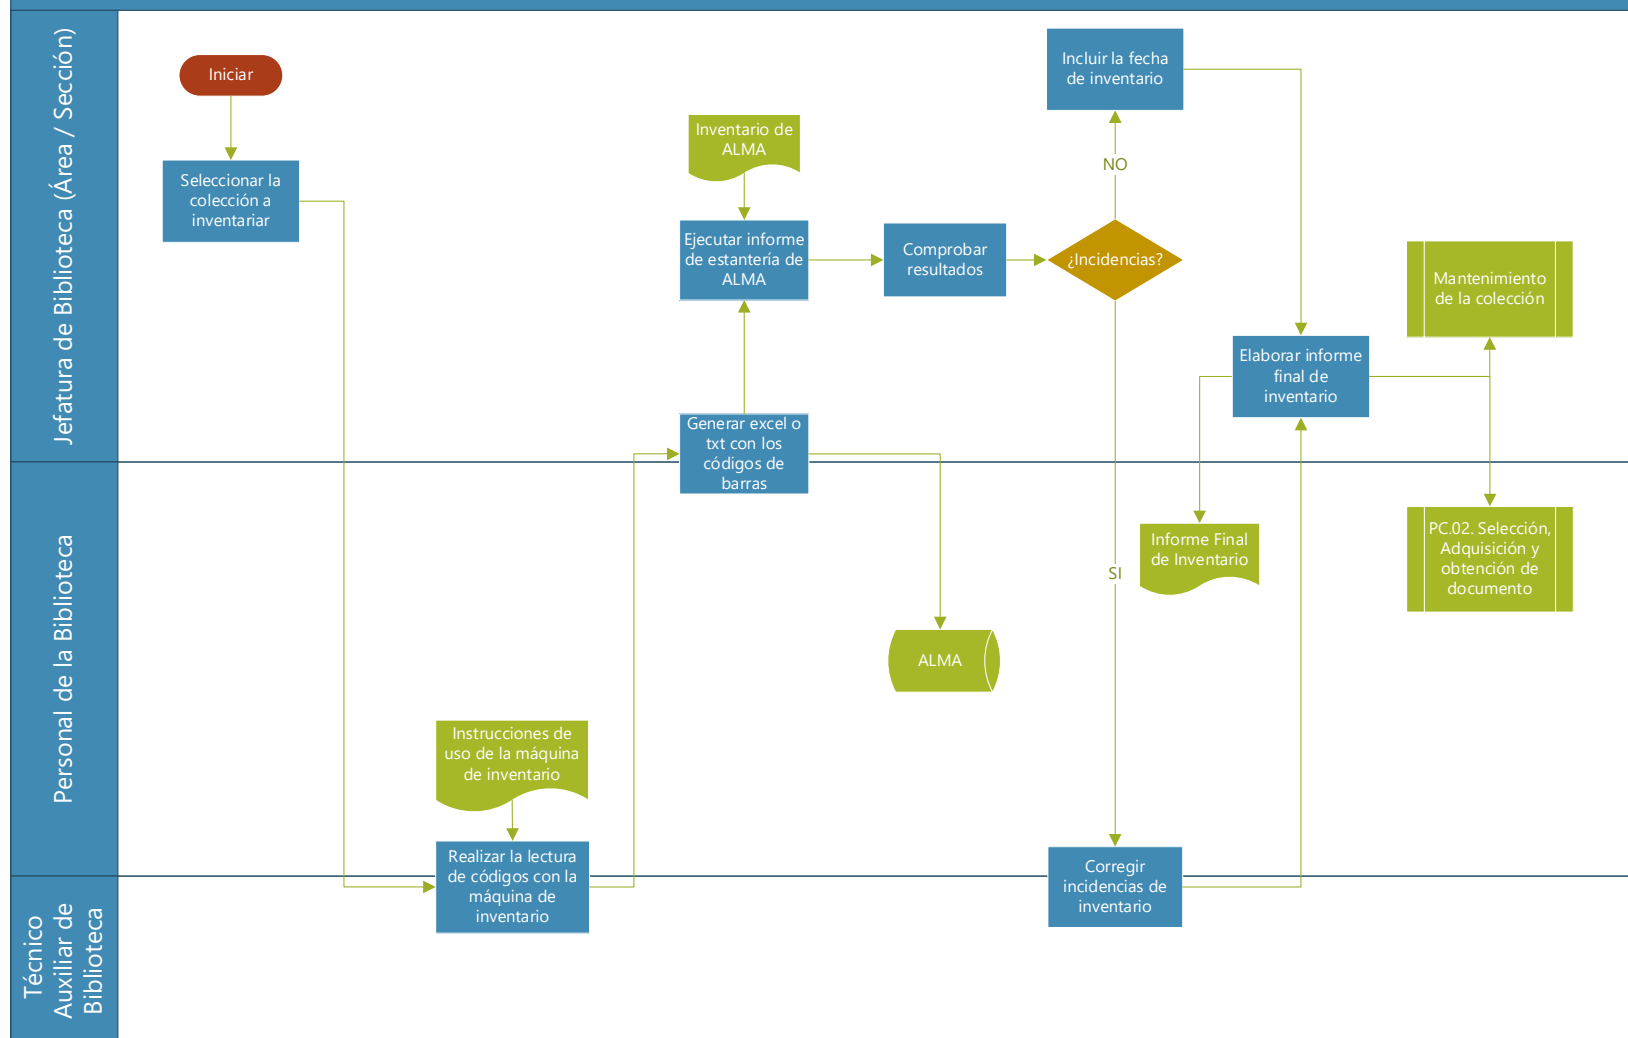 Jefatura de Biblioteca (Área / Sección)
Iniciar
Seleccionar la
colección a
inventariar
Inventario de
ALMA
Ejecutar informe
de estantería de
ALMA
Comprobar
resultados
¿Incidencias?
NO
Incluir la fecha
de inventario
Elaborar informe
final de
inventario
Mantenimiento
de la colección
Generar excel o
txt con los
códigos de
barras
Personal de la Biblioteca
SI
Informe Final
de Inventario
PC.02. Selección,
Adquisición y
obtención de
documento
ALMA
Instrucciones de
uso de la máquina
de inventario
Realizar la lectura
de códigos con la
máquina de
inventario
Corregir
incidencias de
inventario
Técnico
Auxiliar de
Biblioteca